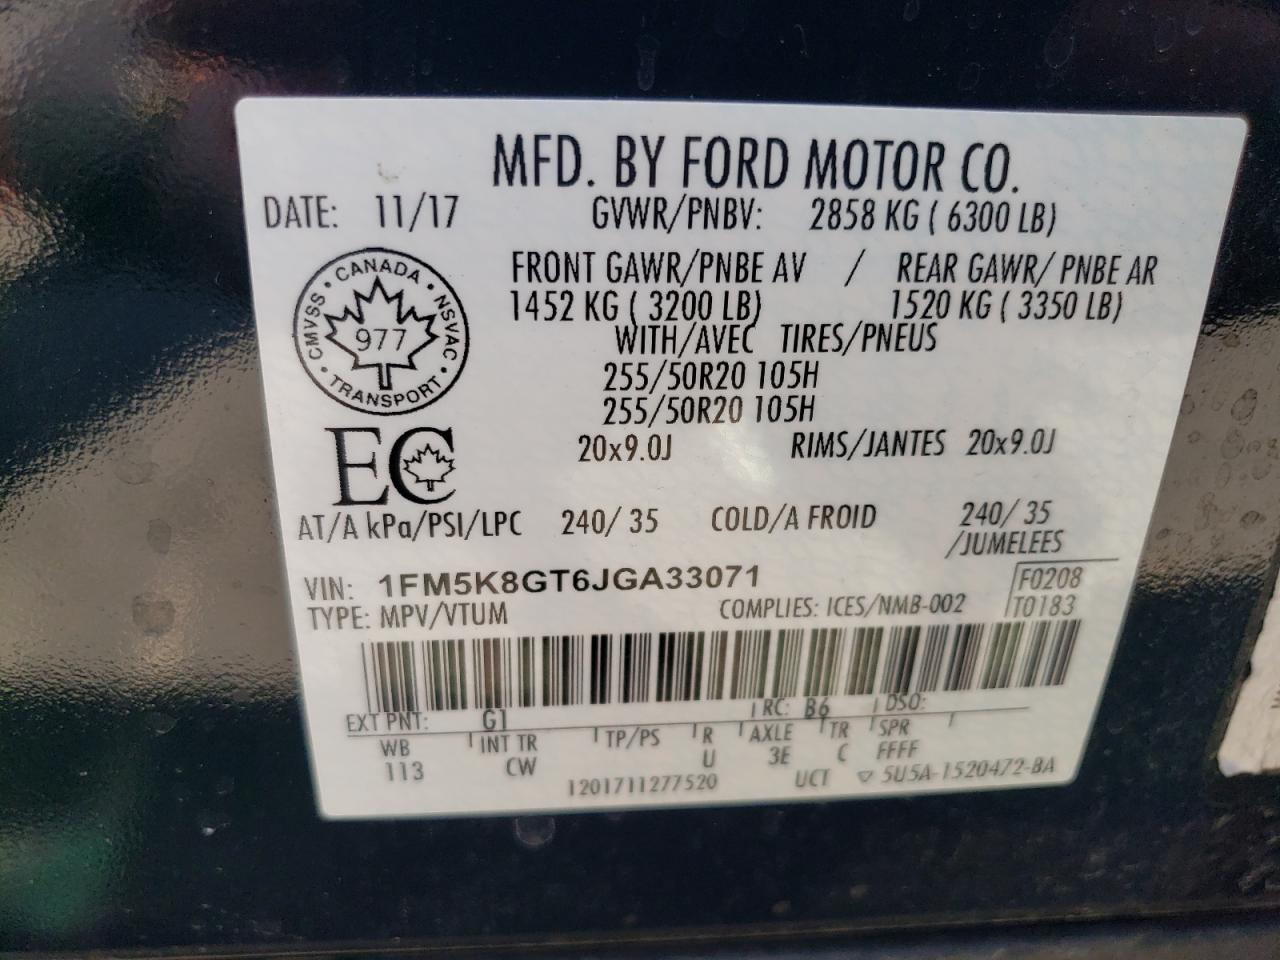 MFD. BY FORD MOTOR CO.
DATE: 11/17 GVWR/PNBV: 2858 KG ( 6300 LB)
FRONT GAWR/PNBE AV / REAR GAWR/ PNBE AR
1452 KG ( 3200 LB) 1520 KG ( 3350 LB)
WITH/AVEC TIRES/PNEUS
255/50R20 105H
255/50R20 105H
20x9.0J RIMS/JANTES 20x9.0J
CANADA • NSVAC • TRANSPORT • CMVSS •
977
EC
AT/A kPa/PSI/LPC 240/ 35 COLD/A FROID 240/ 35
/JUMELEES
VIN: 1FM5K8GT6JGA33071 F0208
TYPE: MPV/VTUM COMPLIES: ICES/NMB-002 T0183
EXT PNT: G1 RC: B6 DSO:
WB INT TR TP/PS R AXLE TR SPR
113 CW U 3E C FFFF
1201711277520 UCT ▽ 5U5A-1520472-BA